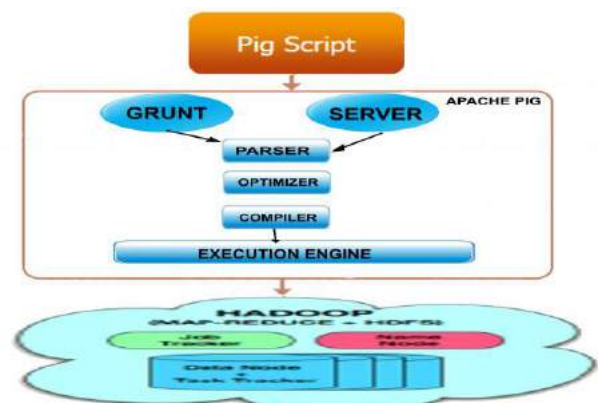 Pig Script
APACHE PIG
GRUNT
SERVER
PARSER
OPTIMIZER
COMPILER
EXECUTION ENGINE
HADOOP
(MAP-REDUCE + HDFS)
Job
Tracker
Name
Node
Data Node
+
Task Tracker